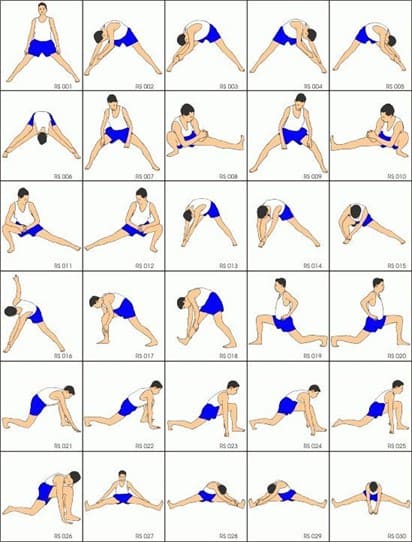 RS 001
RS 002
RS 003
RS 004
RS 005
RS 006
RS 007
RS 008
RS 009
RS 010
RS 011
RS 012
RS 013
RS 014
RS 015
RS 016
RS 017
RS 018
RS 019
RS 020
RS 021
RS 022
RS 023
RS 024
RS 025
RS 026
RS 027
RS 028
RS 029
RS 030